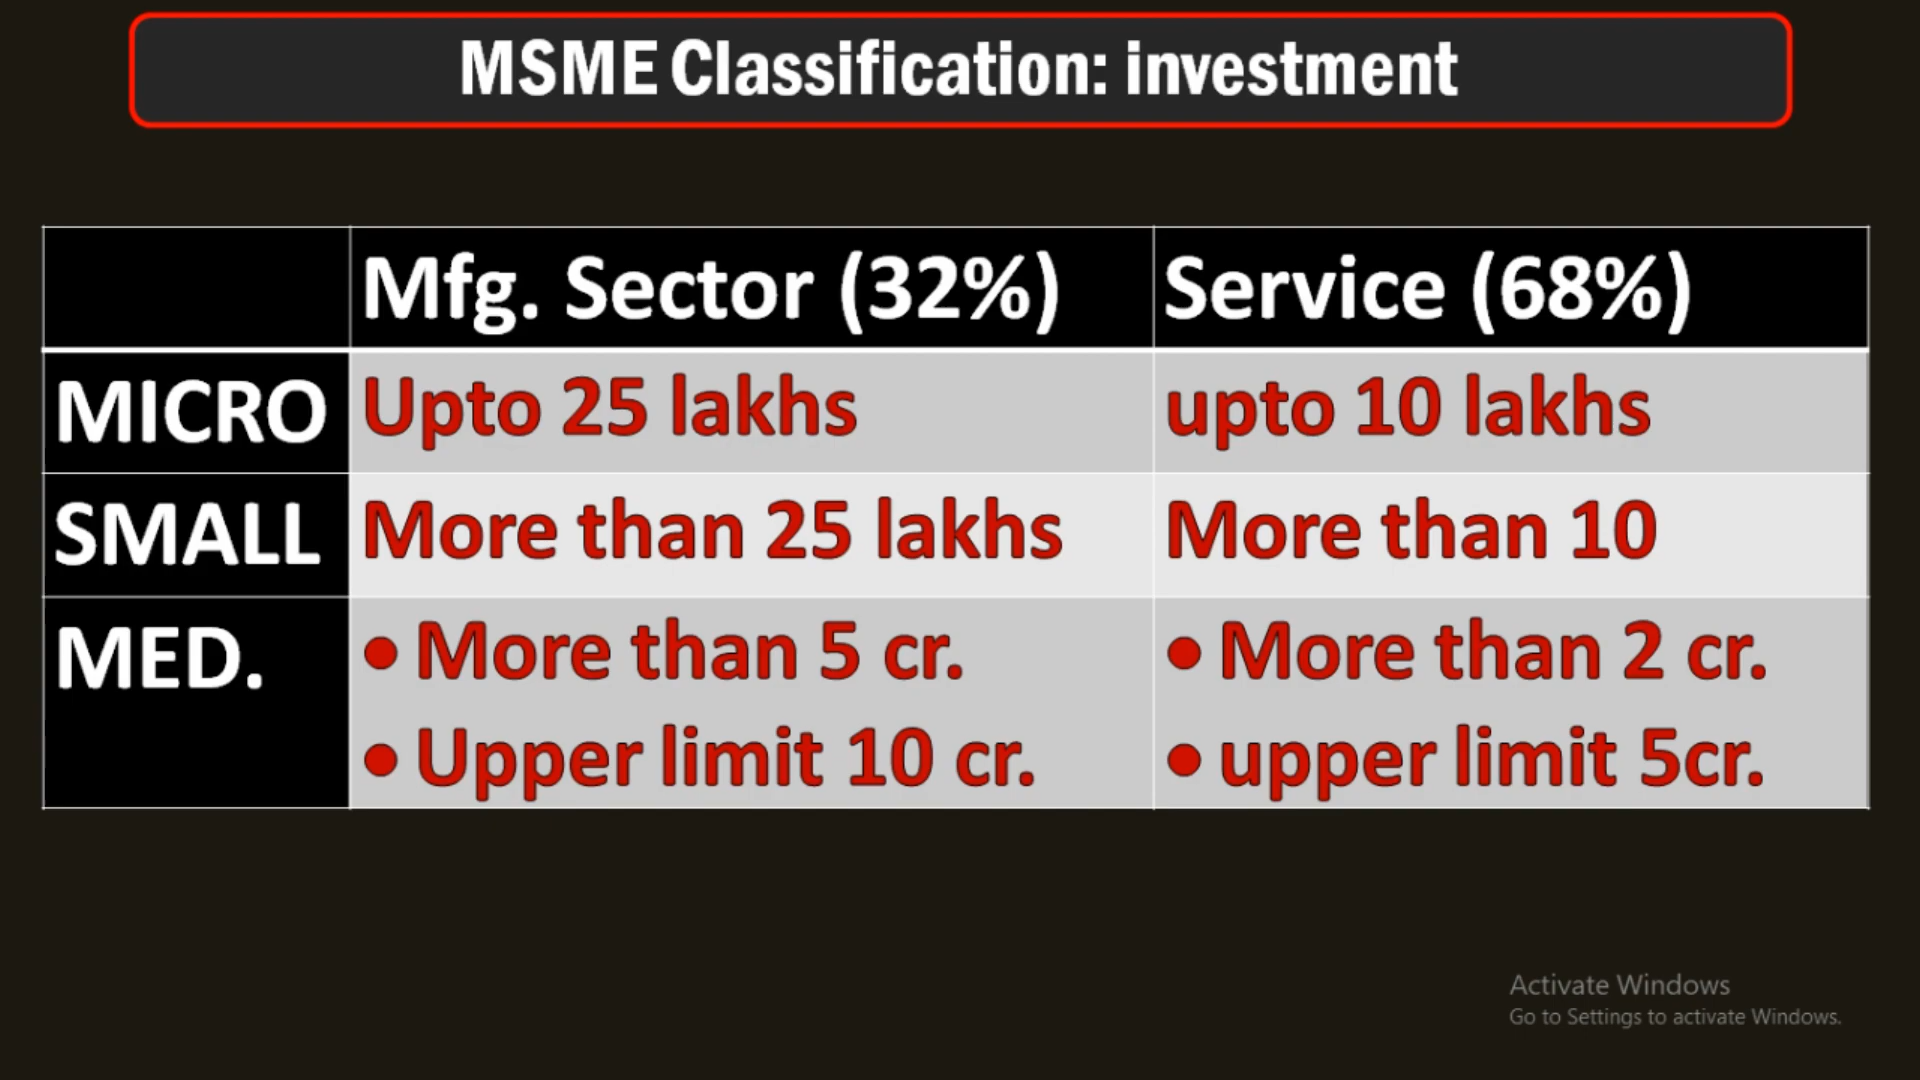 MSME Classification: investment
Mfg. Sector (32%) Service (68%)
MICRO Upto 25 lakhs upto 10 lakhs
SMALL More than 25 lakhs More than 10
MED. • More than 5 cr. • More than 2 cr.
• Upper limit 10 cr. • upper limit 5cr.
Activate Windows
Go to Settings to activate Windows.